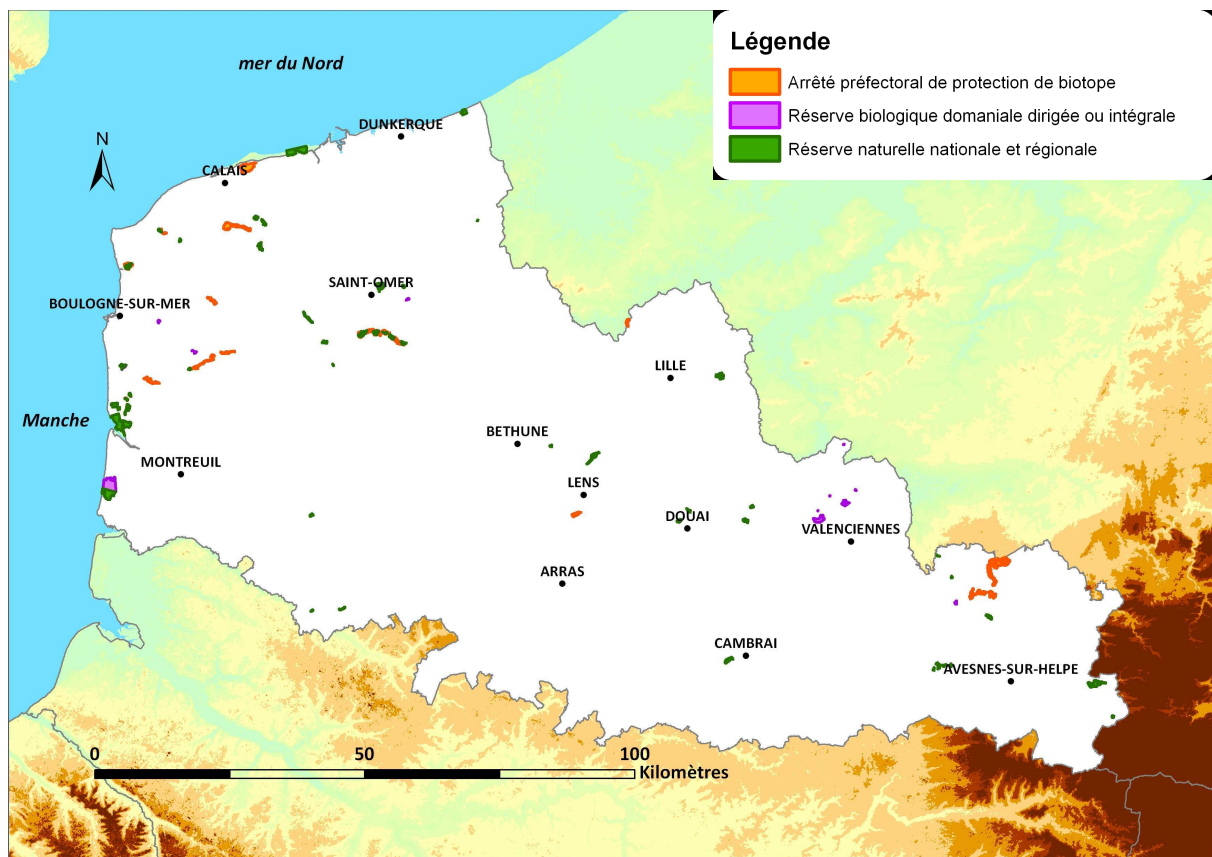 Légende
Arrêté préfectoral de protection de biotope
Réserve biologique domaniale dirigée ou intégrale
Réserve naturelle nationale et régionale
mer du Nord
N
DUNKERQUE
CALAIS
SAINT-OMER
BOULOGNE-SUR-MER
LILLE
Manche
BETHUNE
MONTREUIL
LENS
DOUAI
VALENCIENNES
ARRAS
CAMBRAI
AVESNES-SUR-HELPE
0 50 100
Kilomètres